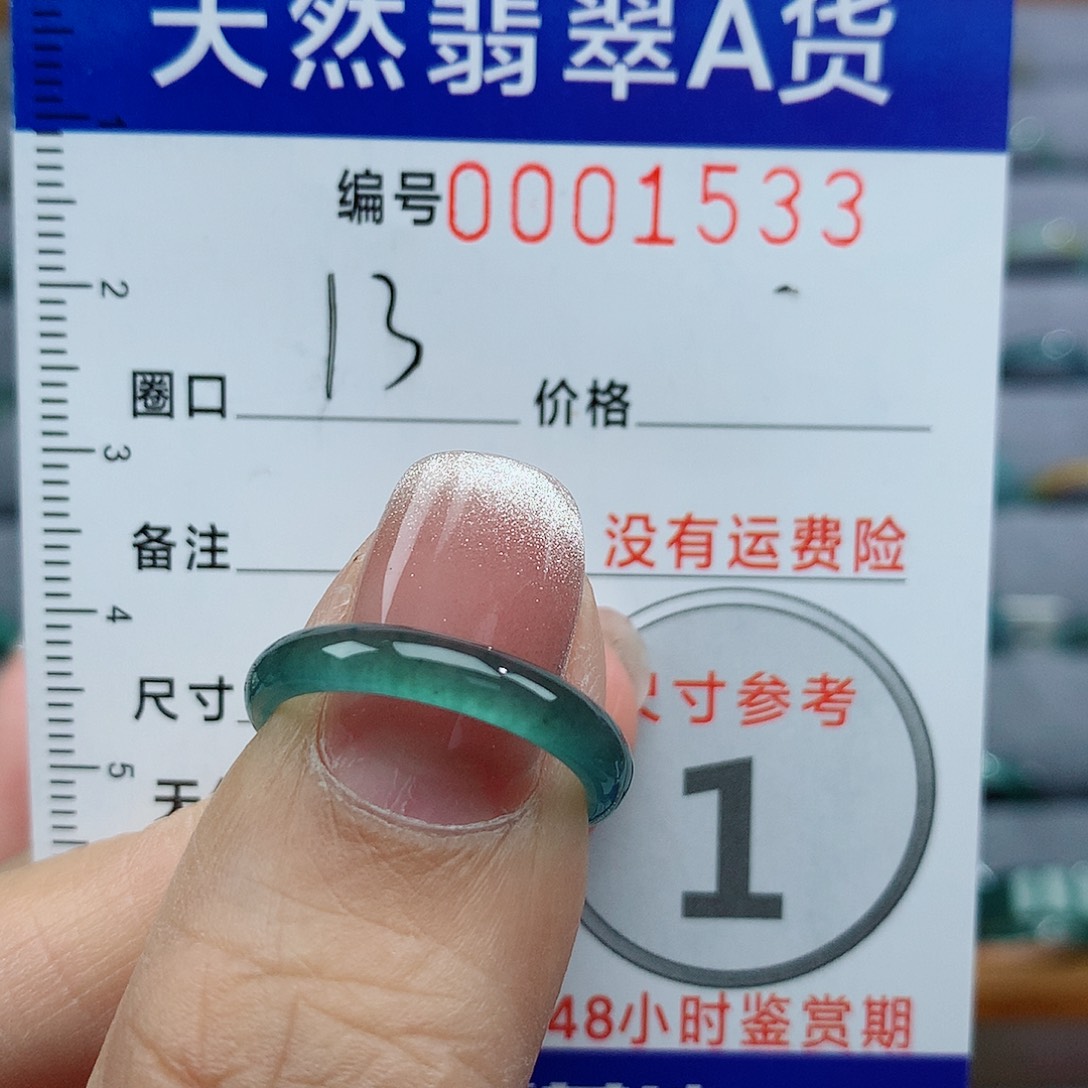 天然翡翠A货
编号0001533
圈口 13 价格
备注 没有运费险
尺寸 尺寸参考
1
48小时鉴赏期
1
2
3
4
5